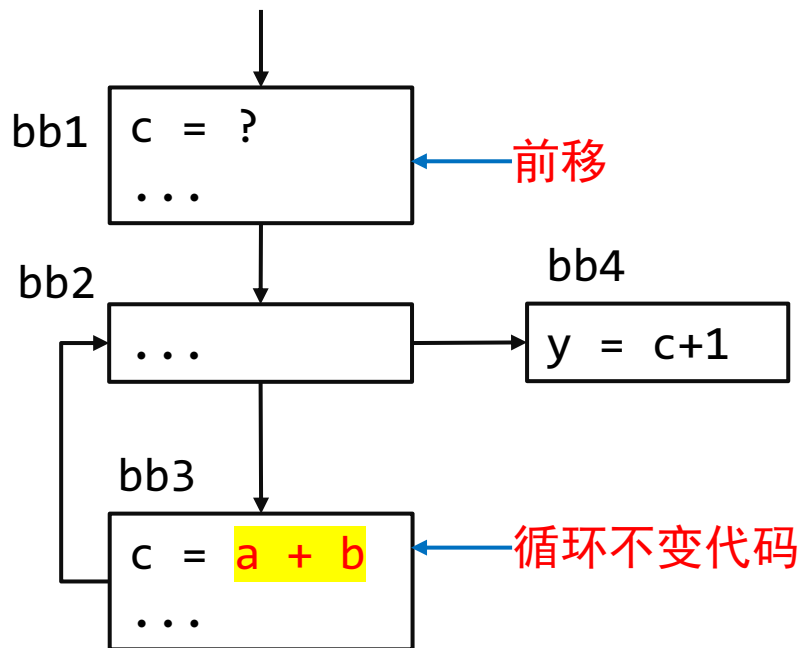 bb1
c = ?
...
前移
bb2
...
bb4
y = c+1
bb3
c = a + b
...
循环不变代码